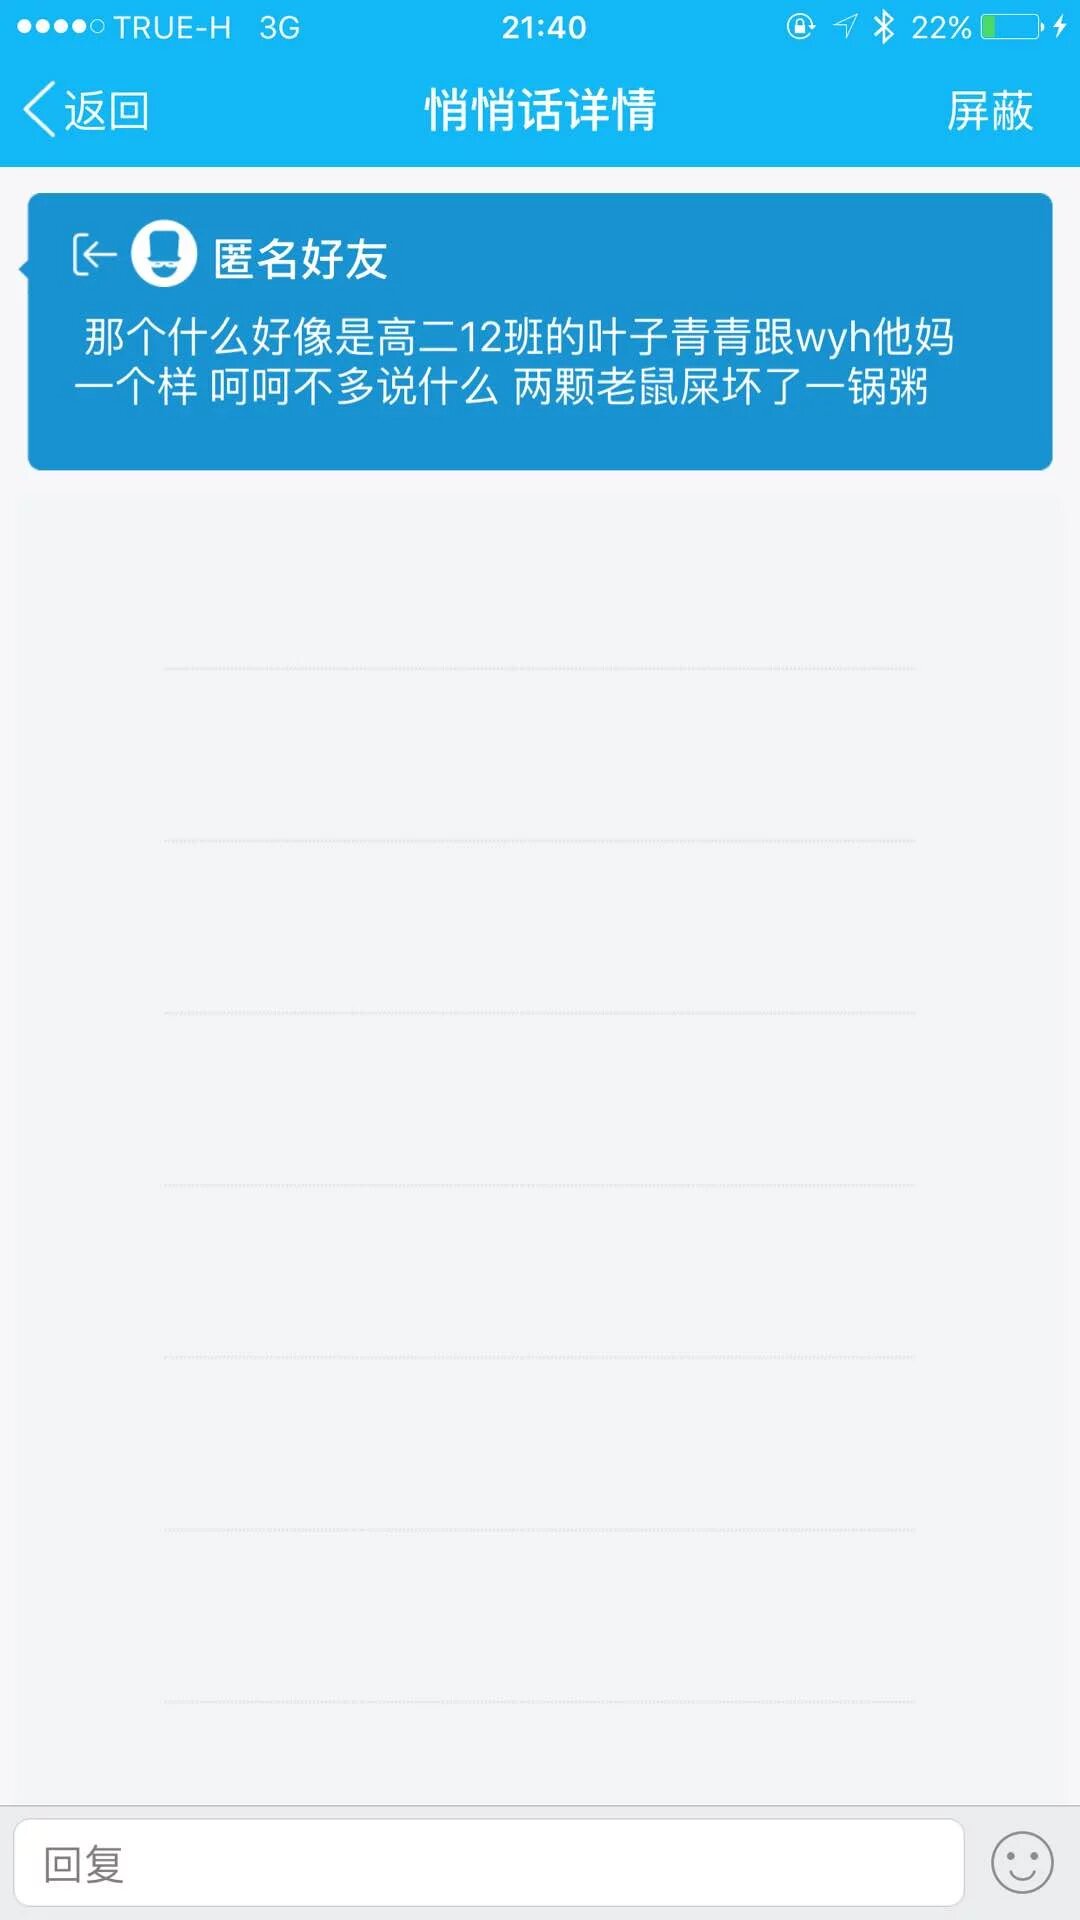 TRUE-H 3G 21:40 22%
返回 悄悄话详情 屏蔽
匿名好友
那个什么好像是高二12班的叶子青青跟wyh他妈
一个样 呵呵不多说什么 两颗老鼠屎坏了一锅粥
回复